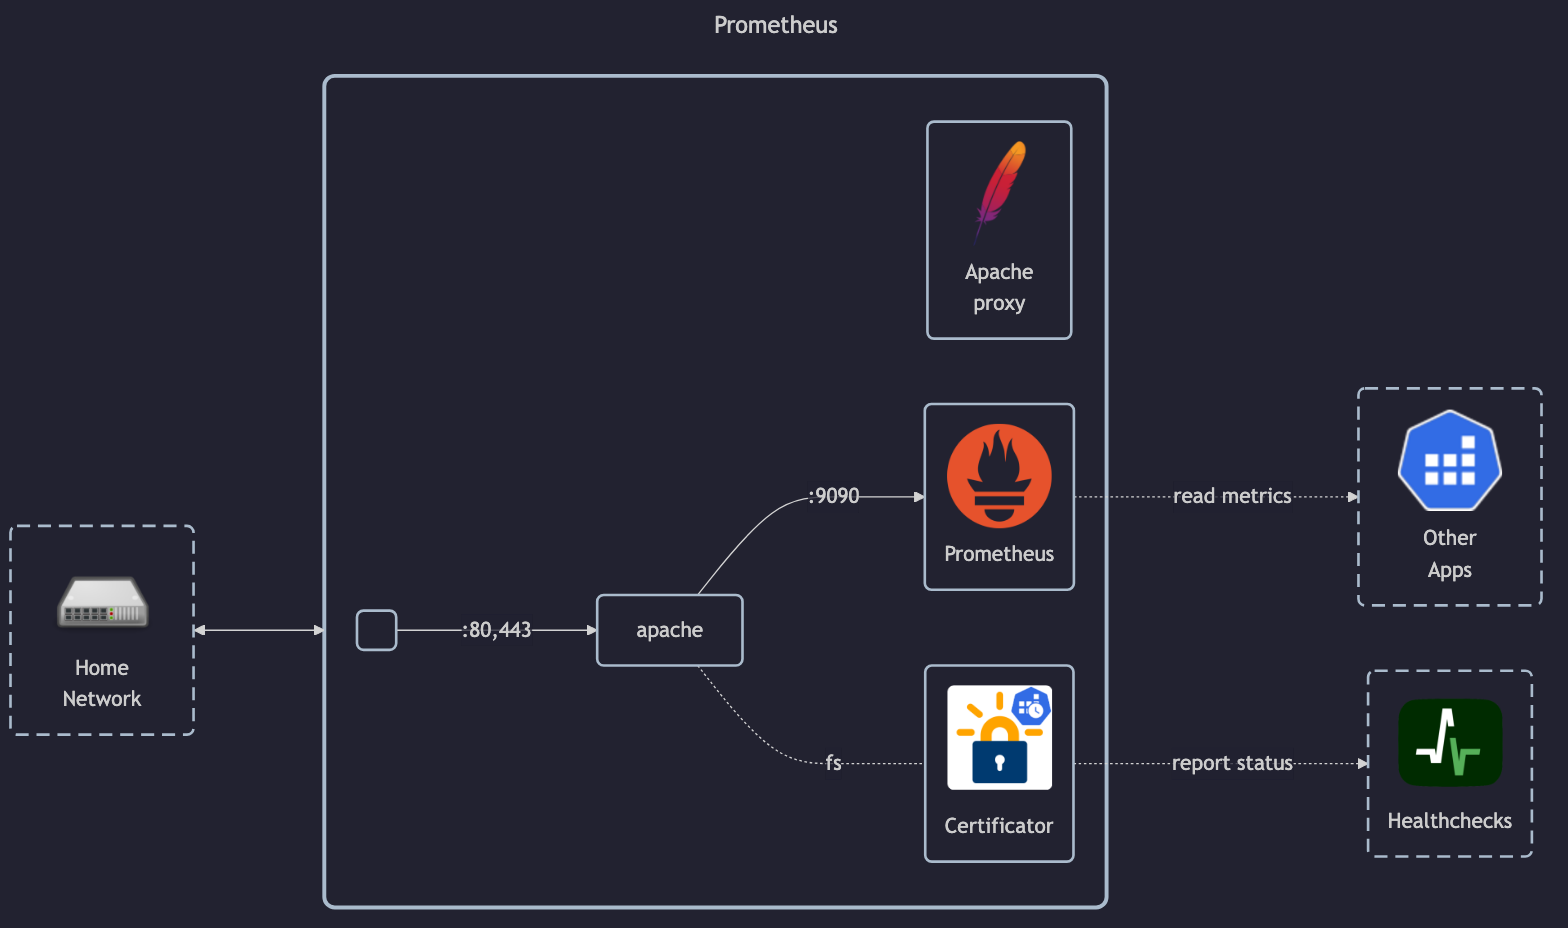 Prometheus
Apache
proxy
:9090
Prometheus
read metrics
Other
Apps
Home
Network
:80,443
apache
fs
Certificator
report status
Healthchecks